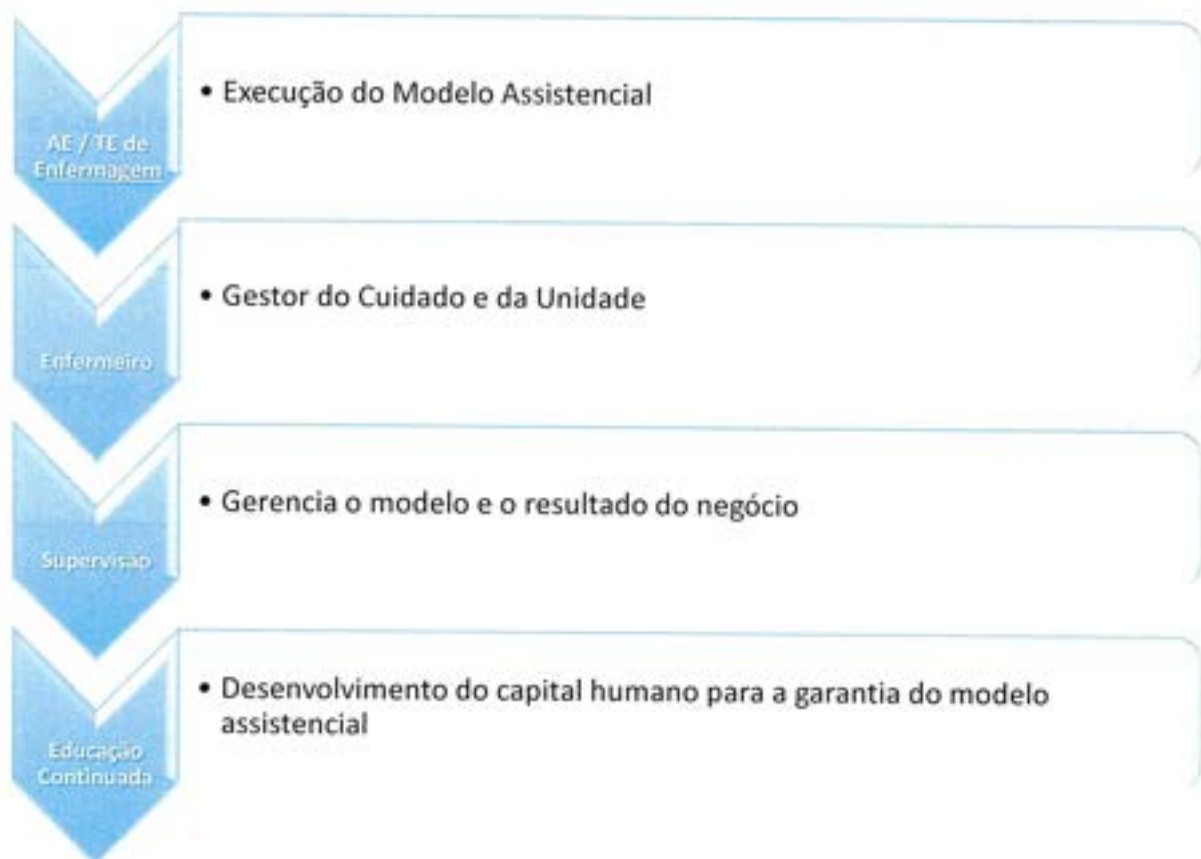 AE / TE de
Enfermagem
• Execução do Modelo Assistencial
Enfermeiro
• Gestor do Cuidado e da Unidade
Supervisão
• Gerencia o modelo e o resultado do negócio
Educação
Continuada
• Desenvolvimento do capital humano para a garantia do modelo
assistencial